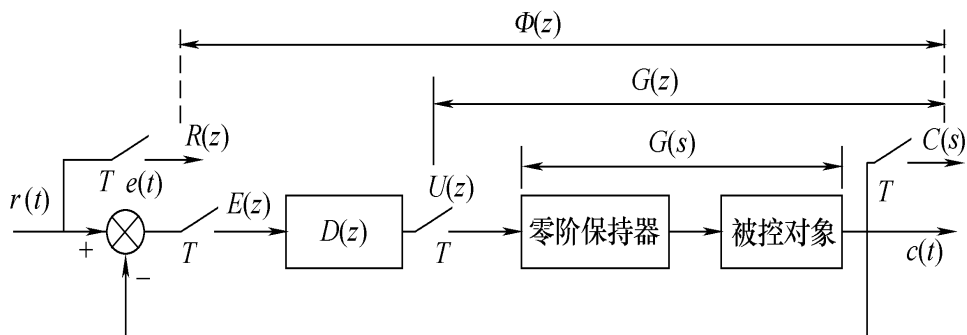 Φ(z)
G(z)
R(z)
G(s)
C(s)
T
e(t)
r(t)
U(z)
T
E(z)
+
−
T
D(z)
T
零阶保持器
被控对象
c(t)